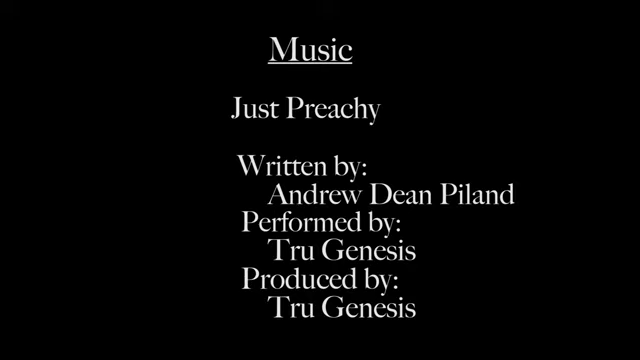 Music
Just Preachy
Written by:
Andrew Dean Piland
Performed by:
Tru Genesis
Produced by:
Tru Genesis